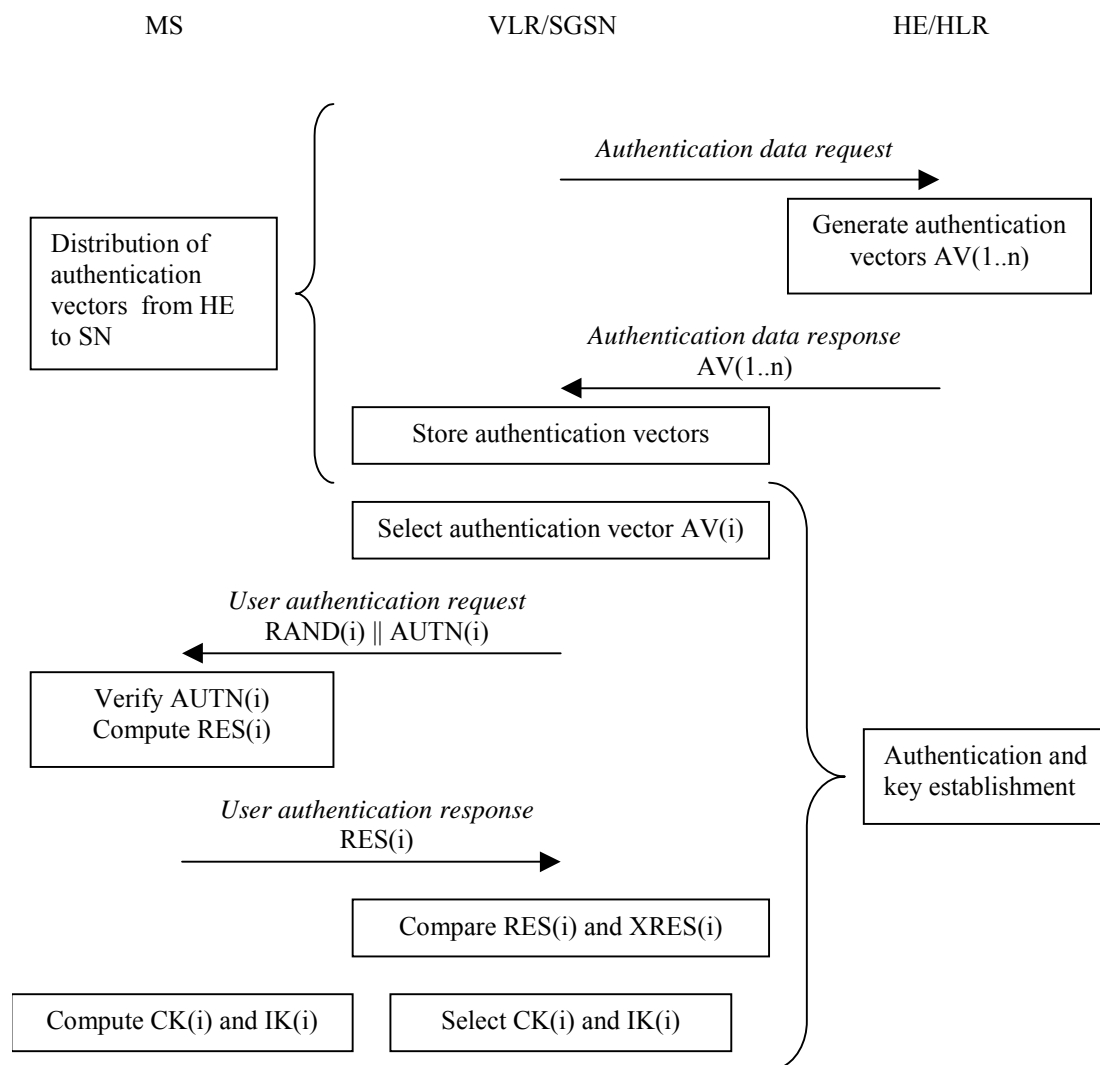 MS VLR/SGSN HE/HLR
Authentication data request
Generate authentication
vectors AV(1..n)
Distribution of
authentication
vectors from HE
to SN
Authentication data response
AV(1..n)
Store authentication vectors
Select authentication vector AV(i)
User authentication request
RAND(i) || AUTN(i)
Verify AUTN(i)
Compute RES(i)
Authentication and
key establishment
User authentication response
RES(i)
Compare RES(i) and XRES(i)
Compute CK(i) and IK(i)
Select CK(i) and IK(i)